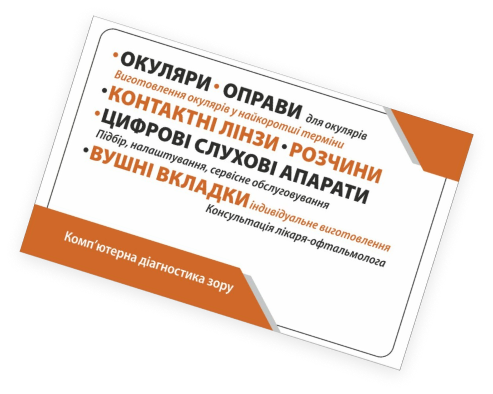 • ОКУЛЯРИ • ОПРАВИ для окулярів
Виготовлення окулярів у найкоротші терміни
• КОНТАКТНІ ЛІНЗИ • РОЗЧИНИ
• ЦИФРОВІ СЛУХОВІ АПАРАТИ
Підбір, налаштування, сервісне обслуговування
• ВУШНІ ВКЛАДКИ індивідуальне виготовлення
Консультація лікаря-офтальмолога
Комп'ютерна діагностика зору